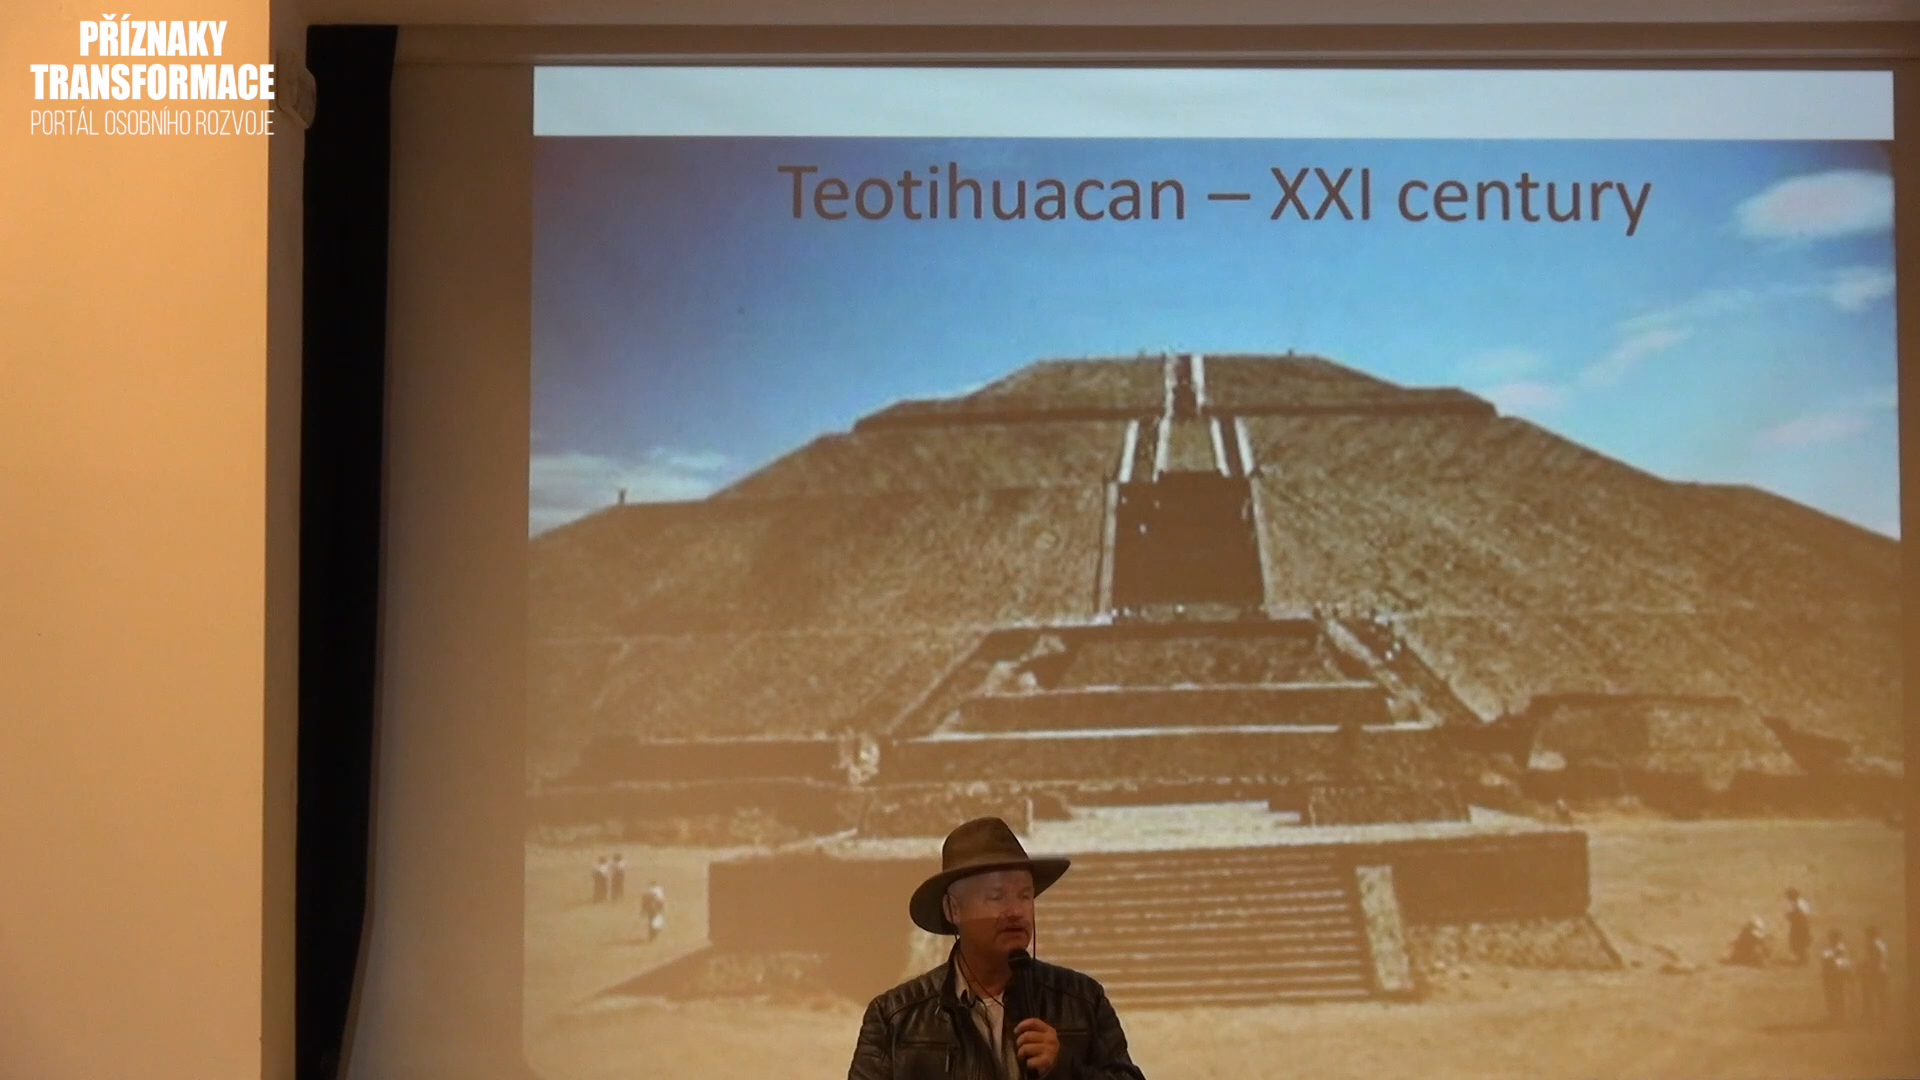 PŘÍZNAKY
TRANSFORMACE
PORTÁL OSOBNÍHO ROZVOJE
Teotihuacan – XXI century